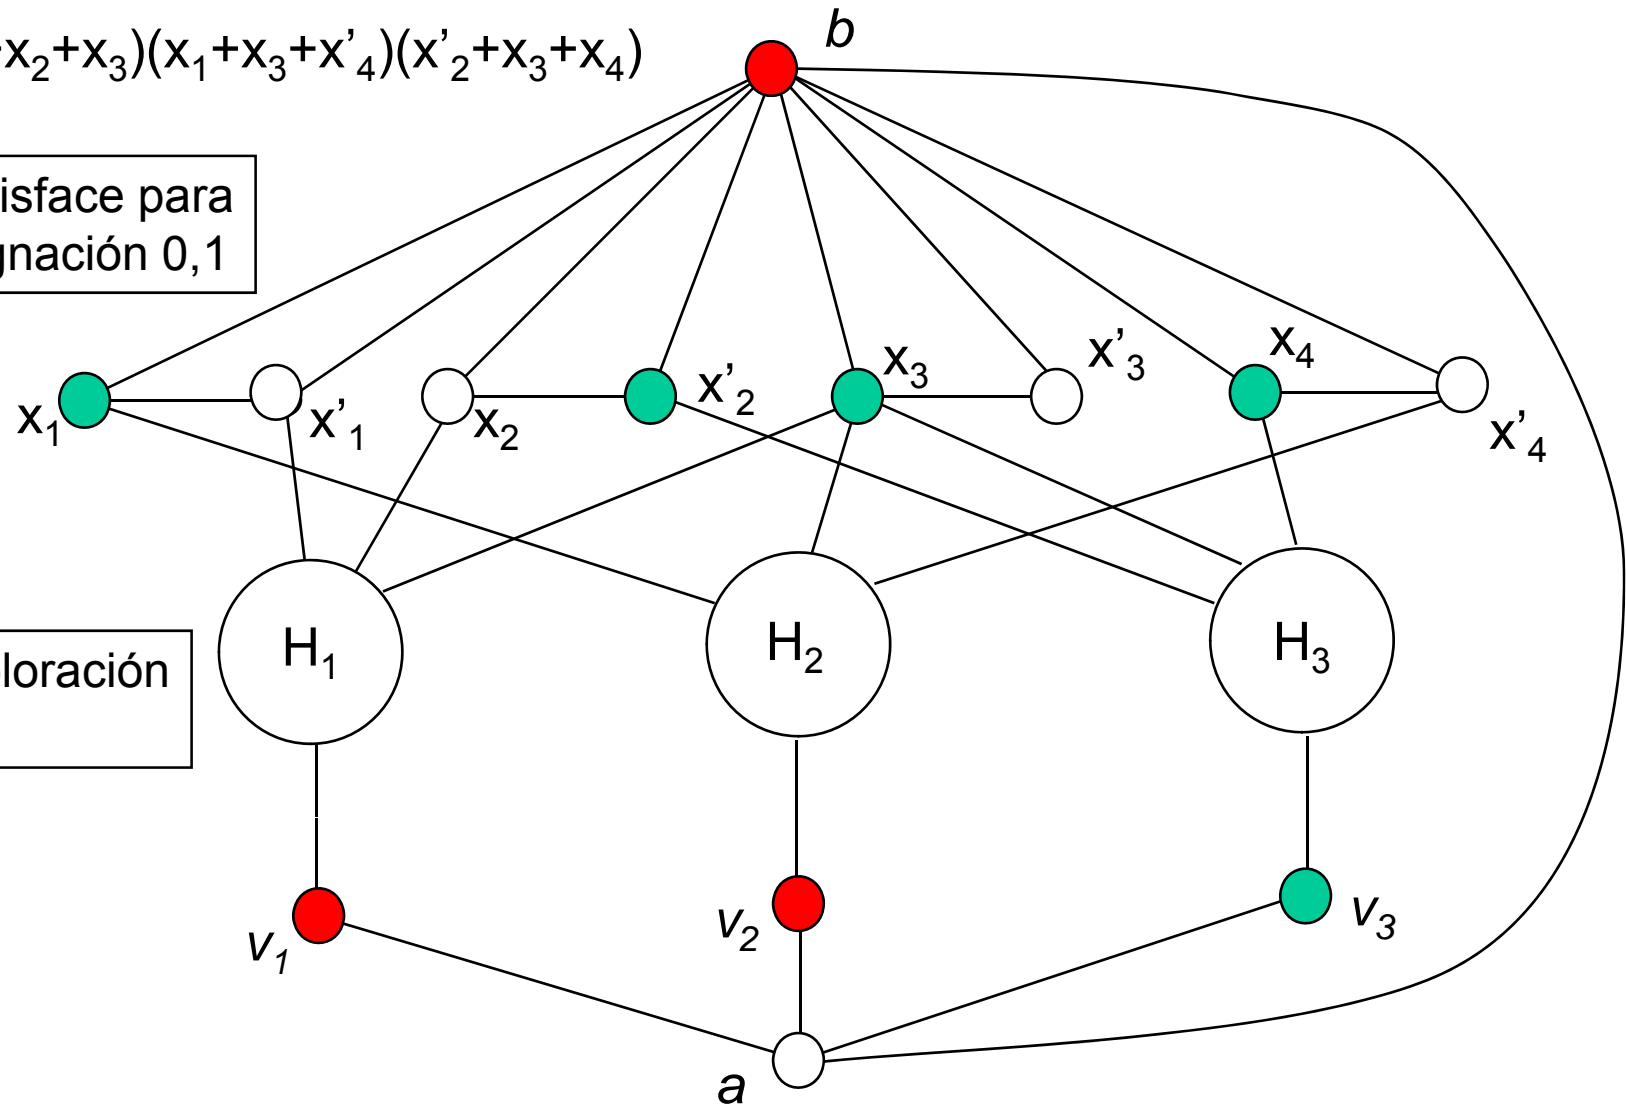 x₂+x₃)(x₁+x₃+x’₄)(x’₂+x₃+x₄)
b
isface para
gnación 0,1
x₁
x’₁
x₂
x’₂
x₃
x’₃
x₄
x’₄
H₁
H₂
H₃
loración
v₁
v₂
v₃
a